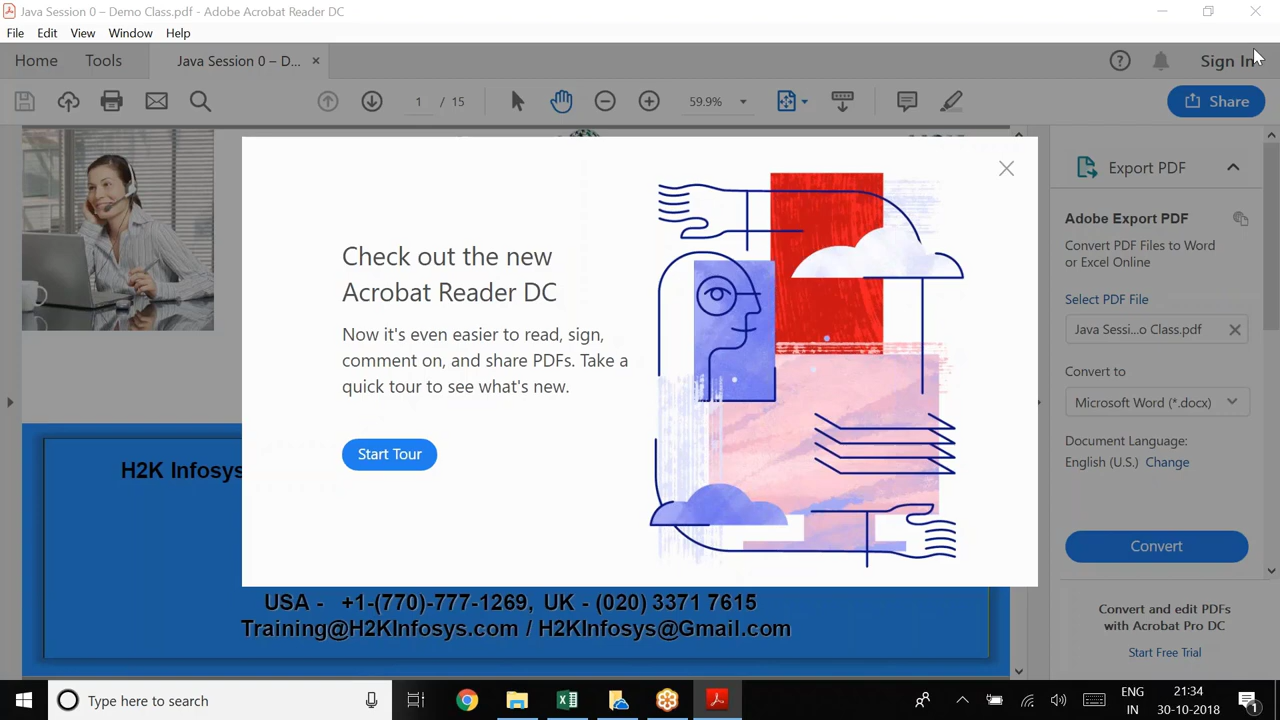 Java Session 0 – Demo Class.pdf - Adobe Acrobat Reader DC
File Edit View Window Help
Home Tools Java Session 0 – D...
Sign In
1 / 15 59.9% Share
Export PDF
Adobe Export PDF
Convert PDF Files to Word
or Excel Online
Select PDF File
Java Sessi...o Class.pdf
Convert to
Microsoft Word (*.docx)
Document Language:
English (U.S.) Change
Convert
Convert and edit PDFs
with Acrobat Pro DC
Start Free Trial
Check out the new
Acrobat Reader DC
Now it's even easier to read, sign,
comment on, and share PDFs. Take a
quick tour to see what's new.
Start Tour
H2K Infosys
USA - +1-(770)-777-1269, UK - (020) 3371 7615
Training@H2KInfosys.com / H2KInfosys@Gmail.com
Type here to search
ENG
IN
21:34
30-10-2018
1